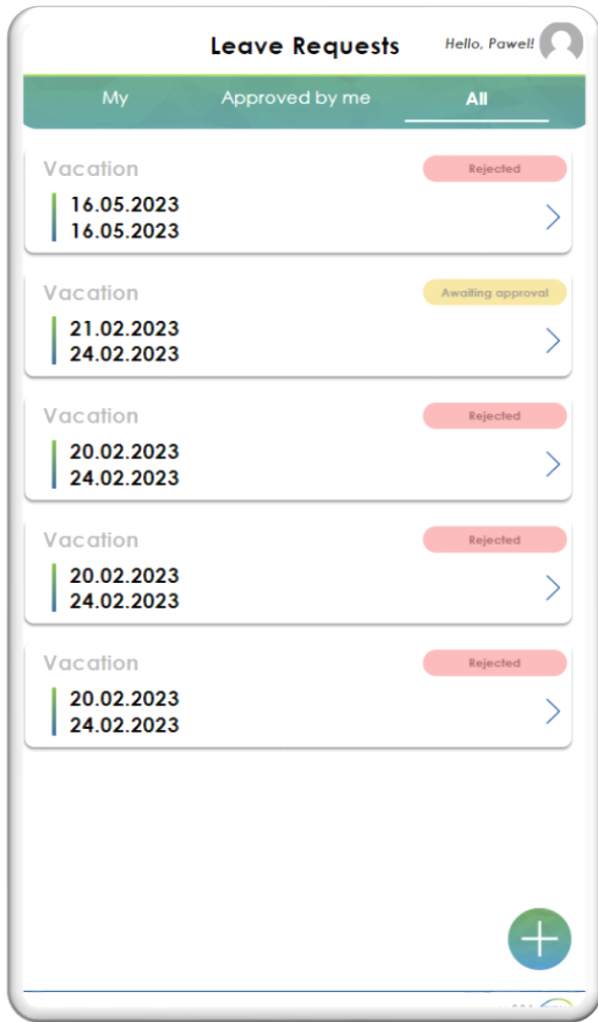 Leave Requests
Hello, Pawel!
My
Approved by me
All
Vacation
Rejected
16.05.2023
16.05.2023
Vacation
Awaiting approval
21.02.2023
24.02.2023
Vacation
Rejected
20.02.2023
24.02.2023
Vacation
Rejected
20.02.2023
24.02.2023
Vacation
Rejected
20.02.2023
24.02.2023